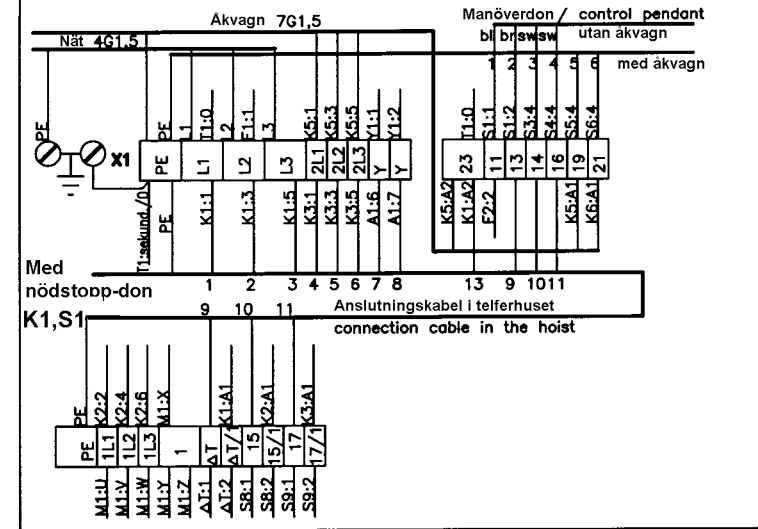 Åkvagn 7G1,5
Manöverdon / control pendant
Nät 4G1,5
bl br sw sw utan åkvagn
1 2 3 4 5 6 med åkvagn
PE PE 1 T1:0 2 F1:1 3 K5:1 K5:3 K5:5 Y1:1 Y1:2 T1:0 S1:1 S1:2 S3:4 S4:4 S5:4 S6:4
X1 PE L1 L2 L3 2L1 2L2 2L3 Y Y 23 11 13 14 16 19 21
T1:sekund/0 PE K1:1 K1:3 K1:5 K3:1 K3:3 K3:5 A1:6 A1:7 K5:A2 K1:A2 F2:2 K5:A1 K6:A1
Med
nödstopp-don 1 2 3 4 5 6 7 8 13 9 10 11
K1,S1 9 10 11 Anslutningskabel i telferhuset
connection cable in the hoist
PE K2:2 K2:4 K2:6 M1:X K1:A1 K2:A1 K3:A1
PE 1L1 1L2 1L3 1 ΔT ΔT/1 15 15/1 17 17/1
M1:U M1:V M1:W M1:Y M1:Z ΔT:1 ΔT:2 S8:1 S8:2 S9:1 S9:2